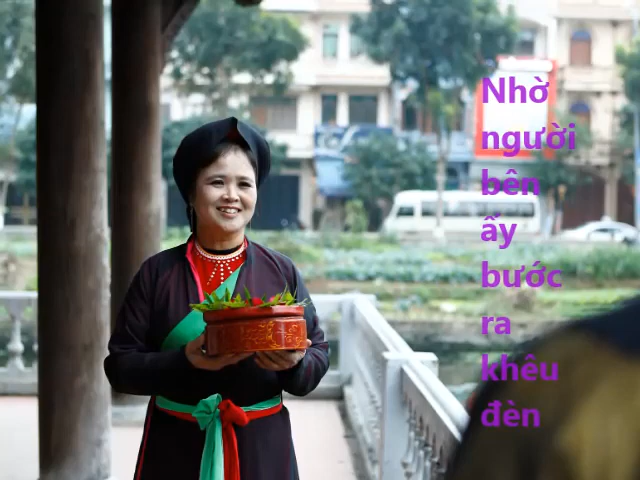 Nhờ
người
bên
ấy
bước
ra
khêu
đèn